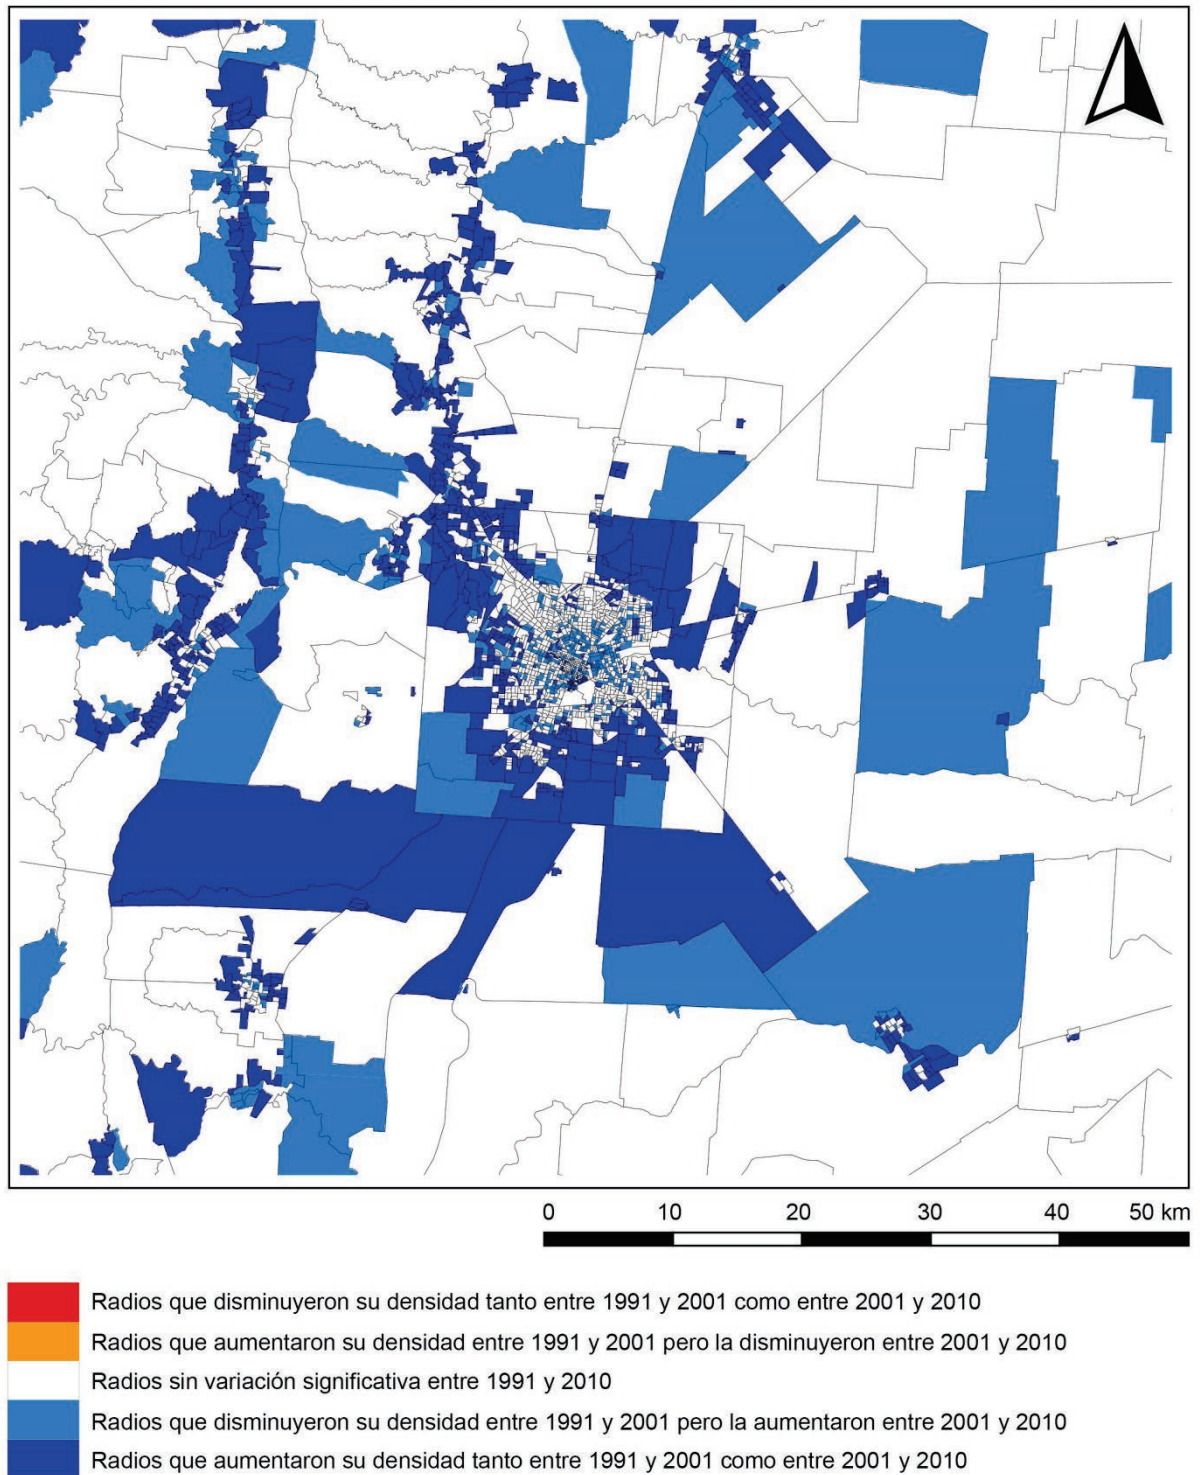 0 10 20 30 40 50 km
Radios que disminuyeron su densidad tanto entre 1991 y 2001 como entre 2001 y 2010
Radios que aumentaron su densidad entre 1991 y 2001 pero la disminuyeron entre 2001 y 2010
Radios sin variación significativa entre 1991 y 2010
Radios que disminuyeron su densidad entre 1991 y 2001 pero la aumentaron entre 2001 y 2010
Radios que aumentaron su densidad tanto entre 1991 y 2001 como entre 2001 y 2010